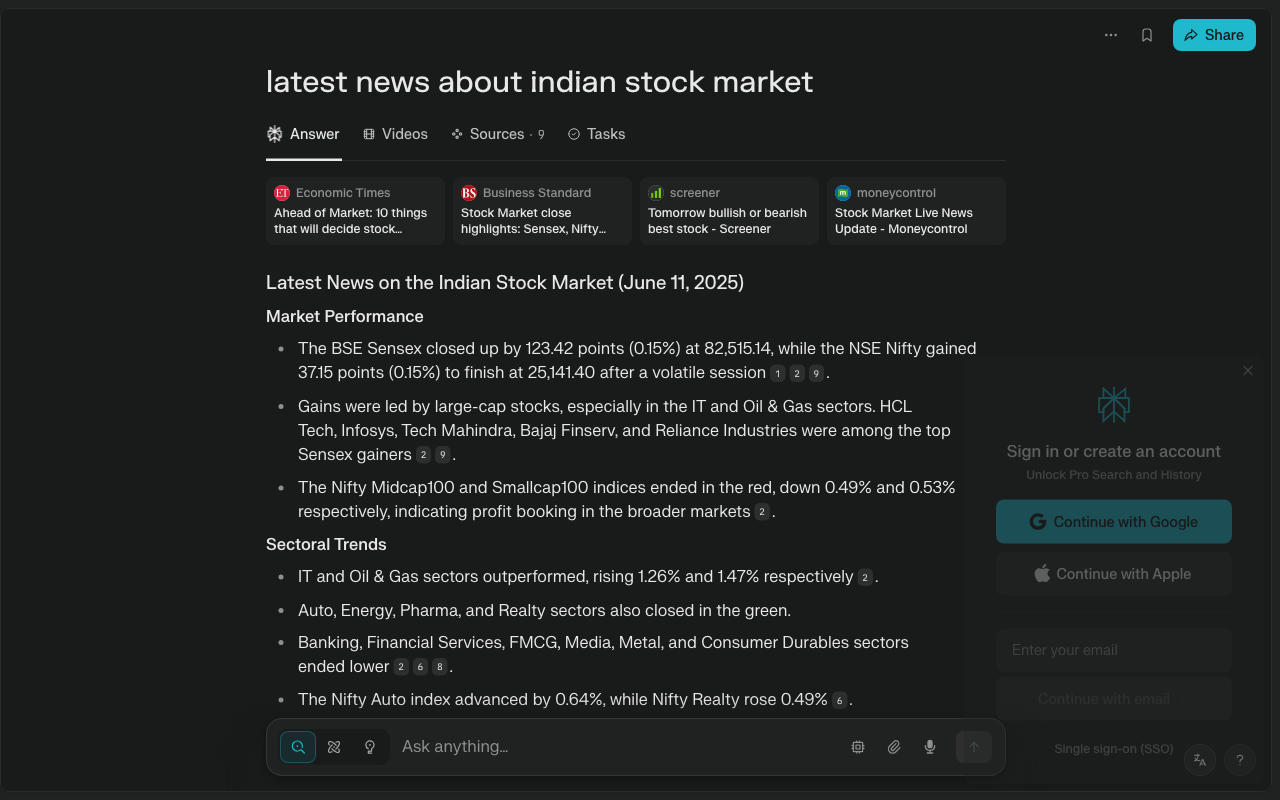 Share
latest news about indian stock market
Answer Videos Sources · 9 Tasks
Economic Times
Ahead of Market: 10 things
that will decide stock…
Business Standard
Stock Market close
highlights: Sensex, Nifty…
screener
Tomorrow bullish or bearish
best stock - Screener
moneycontrol
Stock Market Live News
Update - Moneycontrol
Latest News on the Indian Stock Market (June 11, 2025)
Market Performance
The BSE Sensex closed up by 123.42 points (0.15%) at 82,515.14, while the NSE Nifty gained
37.15 points (0.15%) to finish at 25,141.40 after a volatile session 1 2 9 .
Gains were led by large-cap stocks, especially in the IT and Oil & Gas sectors. HCL
Tech, Infosys, Tech Mahindra, Bajaj Finserv, and Reliance Industries were among the top
Sensex gainers 2 9 .
The Nifty Midcap100 and Smallcap100 indices ended in the red, down 0.49% and 0.53%
respectively, indicating profit booking in the broader markets 2 .
Sectoral Trends
IT and Oil & Gas sectors outperformed, rising 1.26% and 1.47% respectively 2 .
Auto, Energy, Pharma, and Realty sectors also closed in the green.
Banking, Financial Services, FMCG, Media, Metal, and Consumer Durables sectors
ended lower 2 6 8 .
The Nifty Auto index advanced by 0.64%, while Nifty Realty rose 0.49% 6 .
Ask anything…
Sign in or create an account
Unlock Pro Search and History
Continue with Google
Continue with Apple
Enter your email
Continue with email
Single sign-on (SSO)
?